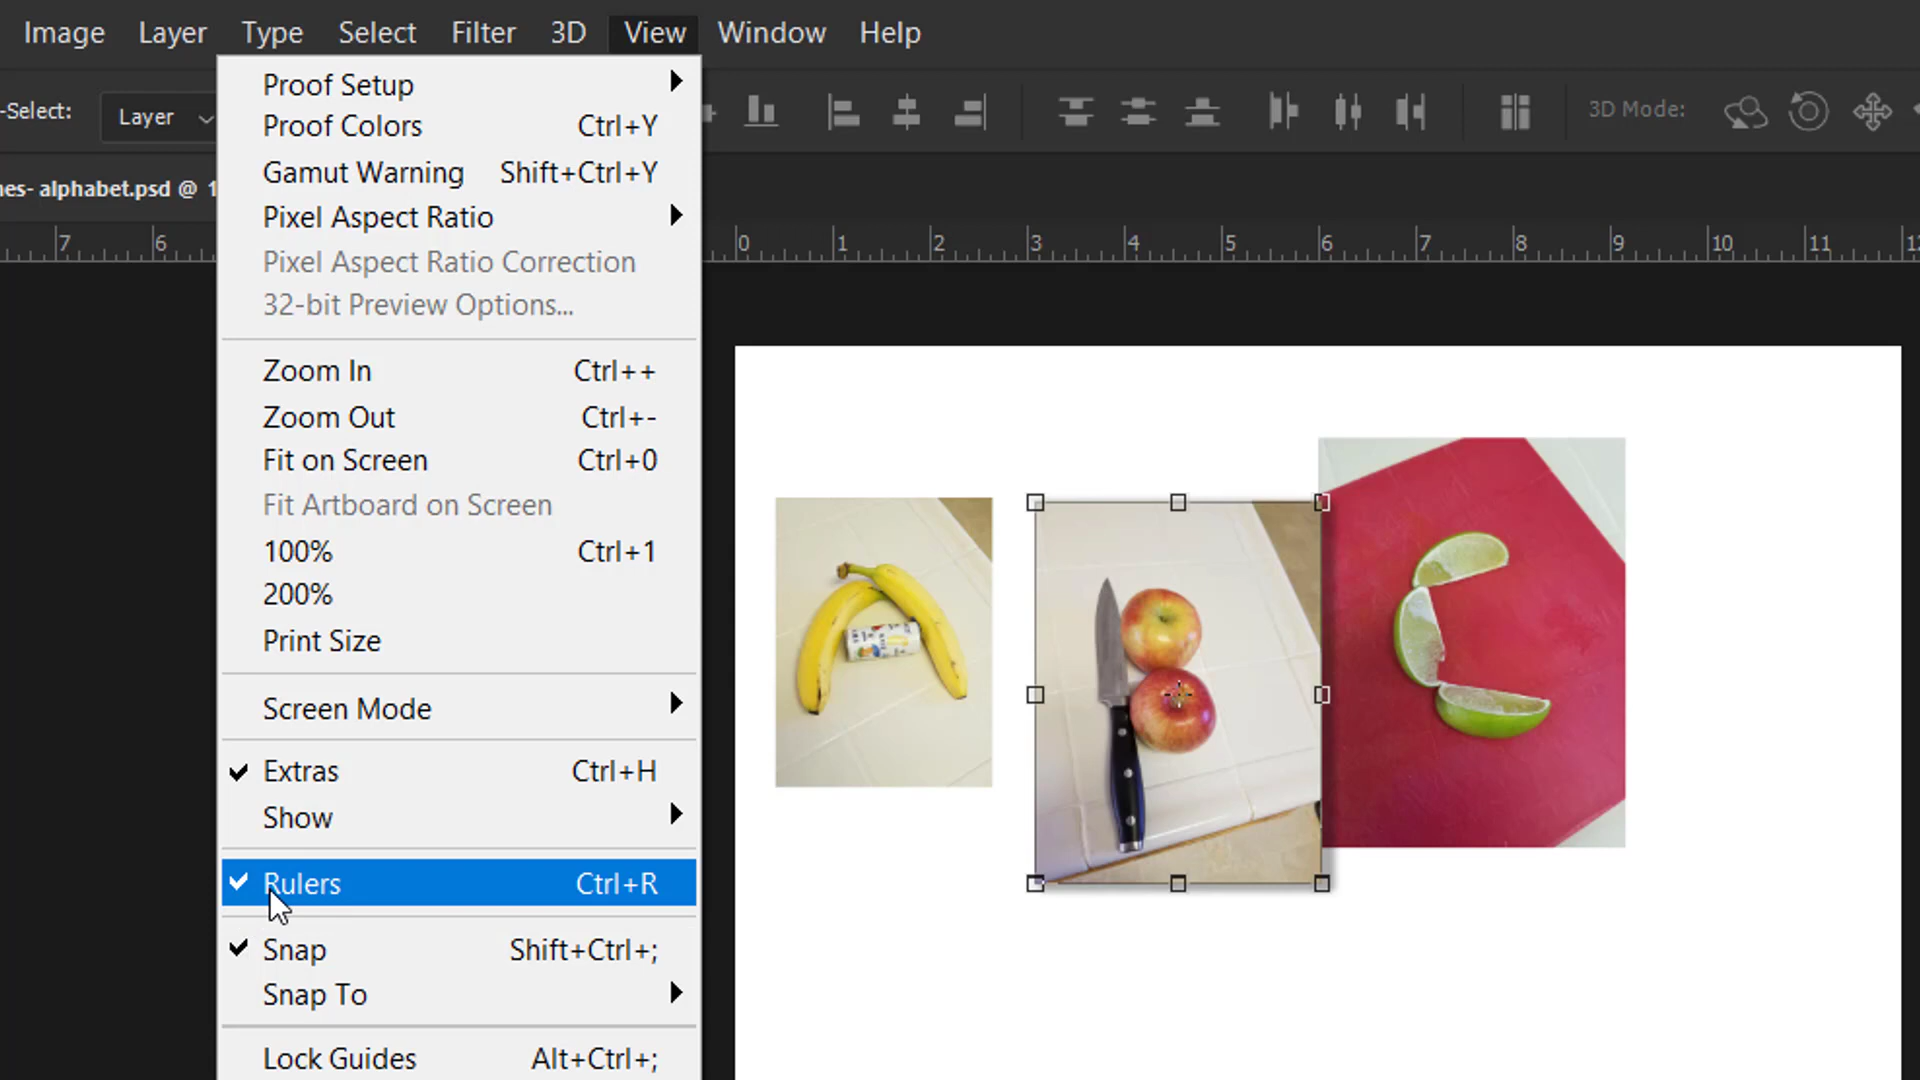 Image Layer Type Select Filter 3D View Window Help
-Select: Layer 3D Mode:
nes- alphabet.psd @ 1
7 6 0 1 2 3 4 5 6 7 8 9 10 11 12
Proof Setup
Proof Colors Ctrl+Y
Gamut Warning Shift+Ctrl+Y
Pixel Aspect Ratio
Pixel Aspect Ratio Correction
32-bit Preview Options...
Zoom In Ctrl++
Zoom Out Ctrl+-
Fit on Screen Ctrl+0
Fit Artboard on Screen
100% Ctrl+1
200%
Print Size
Screen Mode
Extras Ctrl+H
Show
Rulers Ctrl+R
Snap Shift+Ctrl+;
Snap To
Lock Guides Alt+Ctrl+;